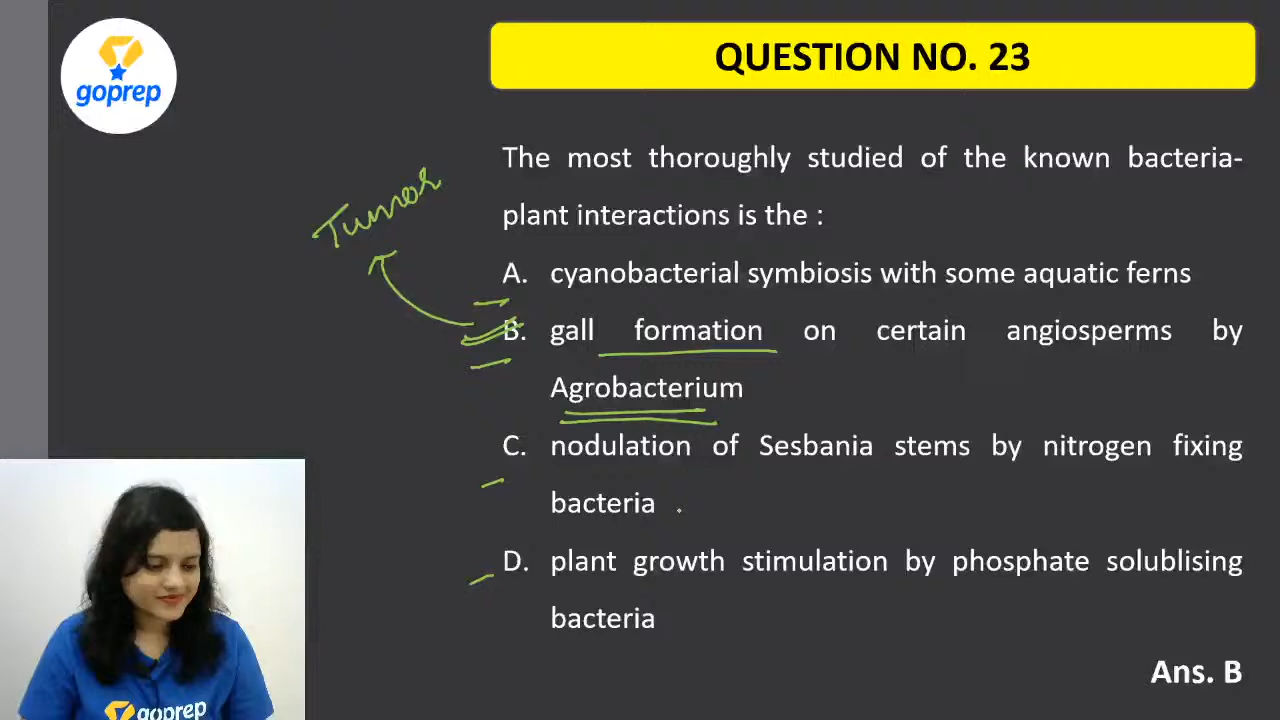 goprep
QUESTION NO. 23
The most thoroughly studied of the known bacteria-
plant interactions is the :
Tumor
A. cyanobacterial symbiosis with some aquatic ferns
B. gall formation on certain angiosperms by
Agrobacterium
C. nodulation of Sesbania stems by nitrogen fixing
bacteria
D. plant growth stimulation by phosphate solublising
bacteria
Ans. B
goprep